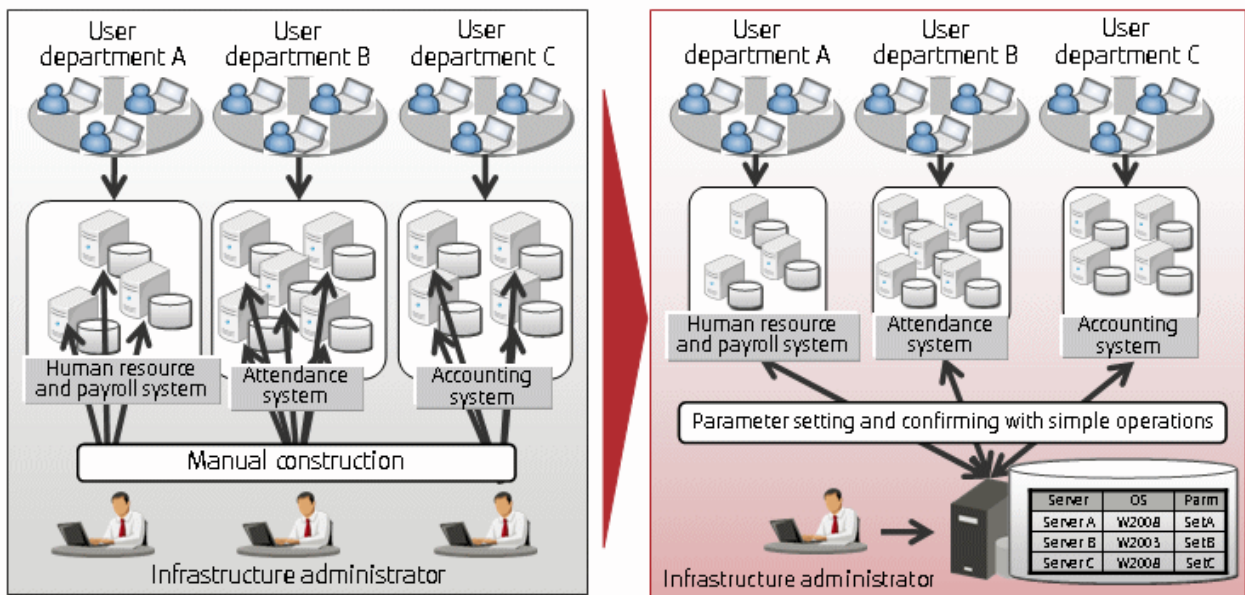 User
department A
User
department B
User
department C
Human resource
and payroll system
Attendance
system
Accounting
system
Manual construction
Infrastructure administrator
User
department A
User
department B
User
department C
Human resource
and payroll system
Attendance
system
Accounting
system
Parameter setting and confirming with simple operations
Server OS Parm
Server A W2008 SetA
Server B W2003 SetB
Server C W2008 SetC
Infrastructure administrator